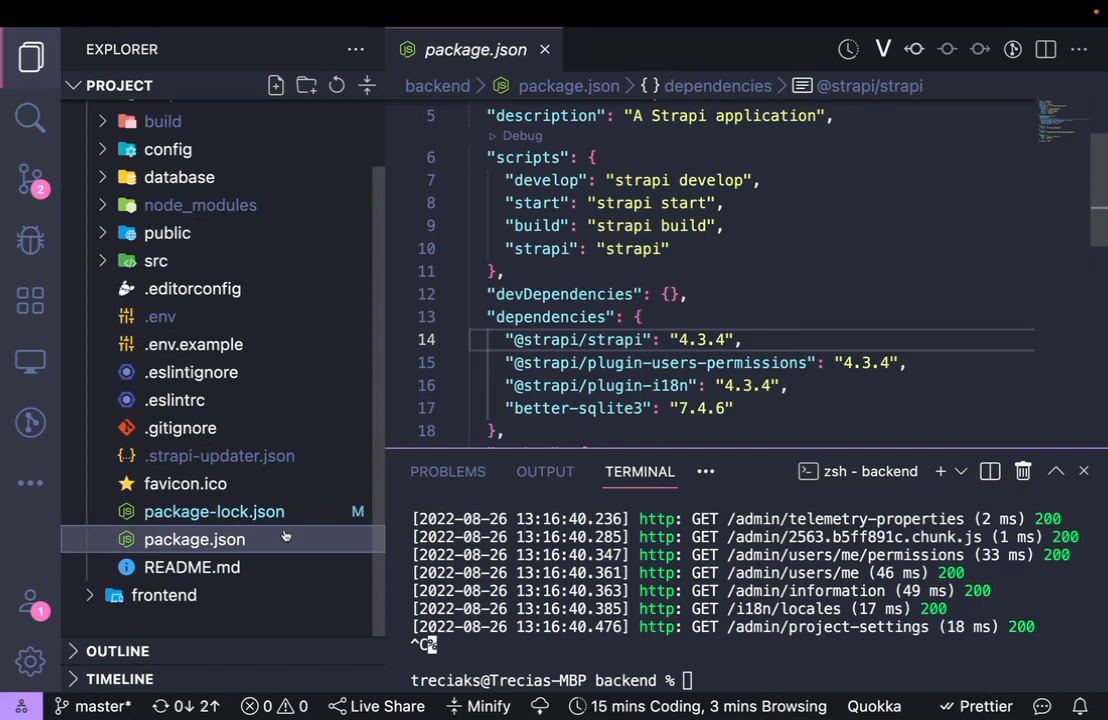 EXPLORER
PROJECT
build
config
database
node_modules
public
src
.editorconfig
.env
.env.example
.eslintignore
.eslintrc
.gitignore
.strapi-updater.json
favicon.ico
package-lock.json M
package.json
README.md
frontend
OUTLINE
TIMELINE
2
1
package.json
backend > package.json > { } dependencies > @strapi/strapi
5 "description": "A Strapi application",
Debug
6 "scripts": {
7 "develop": "strapi develop",
8 "start": "strapi start",
9 "build": "strapi build",
10 "strapi": "strapi"
11 },
12 "devDependencies": {},
13 "dependencies": {
14 "@strapi/strapi": "4.3.4",
15 "@strapi/plugin-users-permissions": "4.3.4",
16 "@strapi/plugin-i18n": "4.3.4",
17 "better-sqlite3": "7.4.6"
18 },
PROBLEMS OUTPUT TERMINAL zsh - backend
[2022-08-26 13:16:40.236] http: GET /admin/telemetry-properties (2 ms) 200
[2022-08-26 13:16:40.285] http: GET /admin/2563.b5ff891c.chunk.js (1 ms) 200
[2022-08-26 13:16:40.347] http: GET /admin/users/me/permissions (33 ms) 200
[2022-08-26 13:16:40.361] http: GET /admin/users/me (46 ms) 200
[2022-08-26 13:16:40.363] http: GET /admin/information (49 ms) 200
[2022-08-26 13:16:40.385] http: GET /i18n/locales (17 ms) 200
[2022-08-26 13:16:40.476] http: GET /admin/project-settings (18 ms) 200
^C%
treciaks@Trecias-MBP backend %
master* 0↓ 2↑ 0 0 Live Share Minify 15 mins Coding, 3 mins Browsing Quokka Prettier